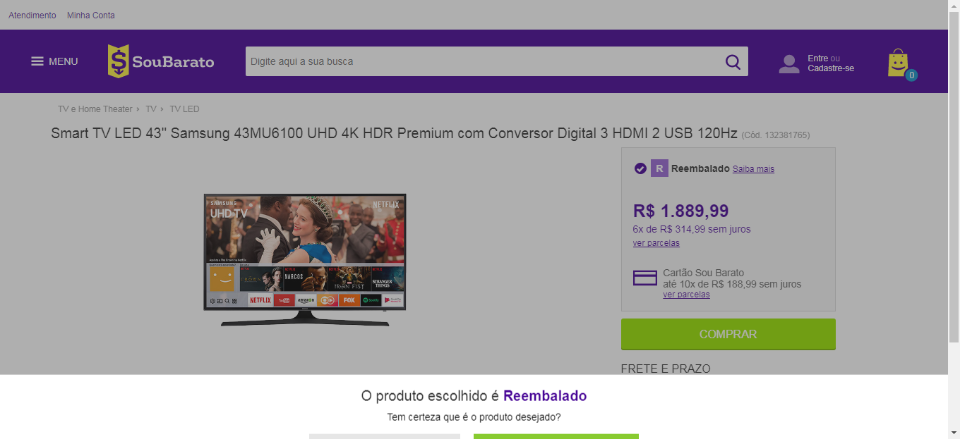 Atendimento Minha Conta
MENU
SouBarato
Digite aqui a sua busca
Entre ou
Cadastre-se
0
TV e Home Theater › TV › TV LED
Smart TV LED 43" Samsung 43MU6100 UHD 4K HDR Premium com Conversor Digital 3 HDMI 2 USB 120Hz (Cód. 132381765)
R Reembalado Saiba mais
SAMSUNG
UHD TV
NETFLIX
NARCOS
NETFLIX
amazon
FOX
R$ 1.889,99
6x de R$ 314,99 sem juros
ver parcelas
Cartão Sou Barato
até 10x de R$ 188,99 sem juros
ver parcelas
COMPRAR
FRETE E PRAZO
O produto escolhido é Reembalado
Tem certeza que é o produto desejado?